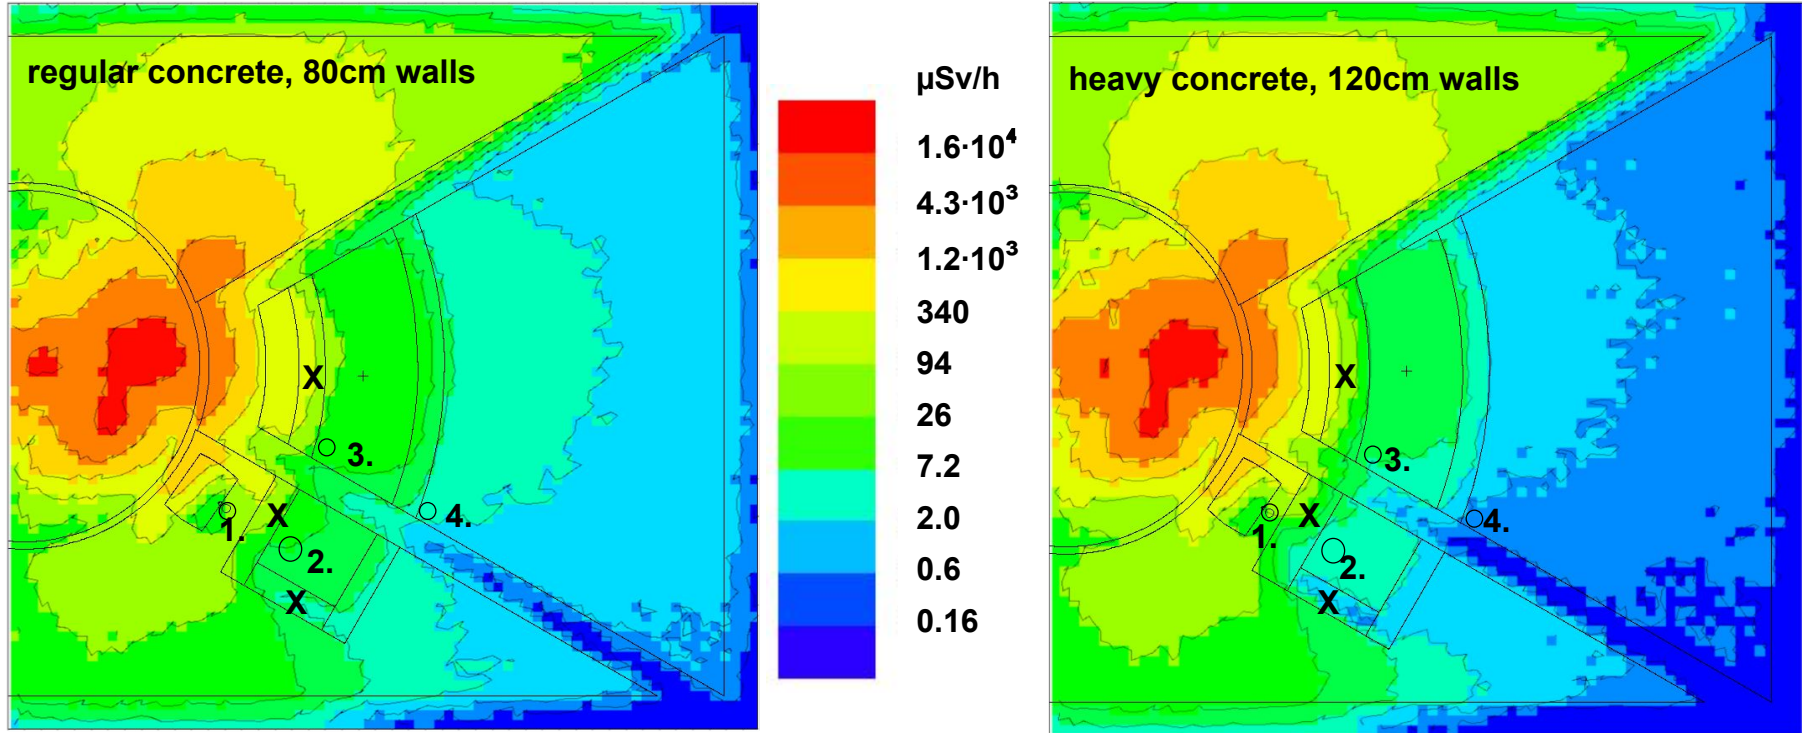 regular concrete, 80cm walls
X
3.
1.
X
2.
4.
X
µSv/h
1.6·10⁴
4.3·10³
1.2·10³
340
94
26
7.2
2.0
0.6
0.16
heavy concrete, 120cm walls
X
3.
1.
X
2.
4.
X